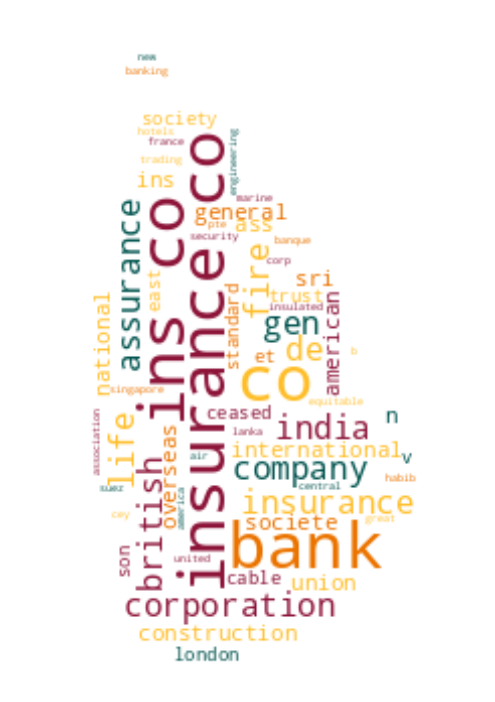 new
banking
society
hotels
france
engineering
trading
ins
insurance co
ins co
marine
general
pte
ass
assurance
security
banque
fire
corp
east
sri
standard
trust
national
american
insulated
gen
de
et
b
co
singapore
equitable
life
association
ceased
n
india
lanka
overseas
british
international
air
v
company
habib
suez
central
america
insurance
cey
societe
great
bank
son
united
cable
union
corporation
construction
london